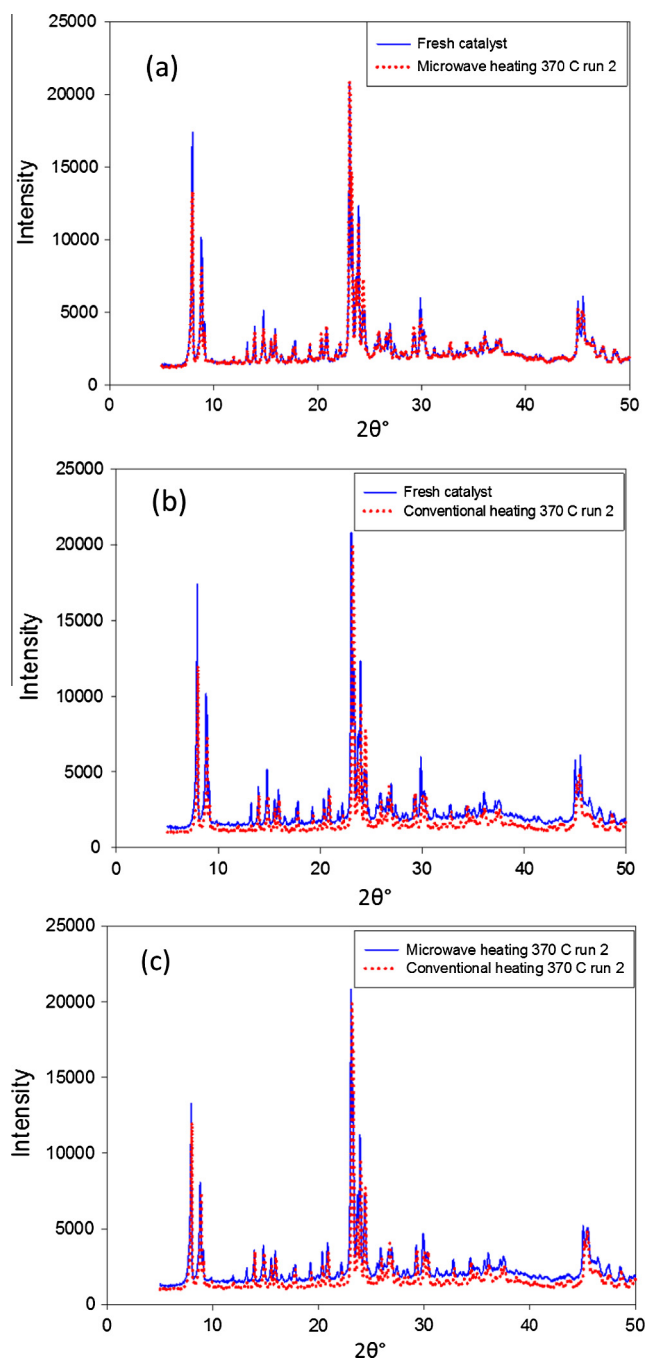 25000
(a)
Fresh catalyst
Microwave heating 370 C run 2
20000
15000
10000
5000
0
Intensity
0 10 20 30 40 50
2θ°
25000
(b)
Fresh catalyst
Conventional heating 370 C run 2
20000
15000
10000
5000
0
Intensity
0 10 20 30 40 50
2θ°
25000
(c)
Microwave heating 370 C run 2
Conventional heating 370 C run 2
20000
15000
10000
5000
0
Intensity
0 10 20 30 40 50
2θ°